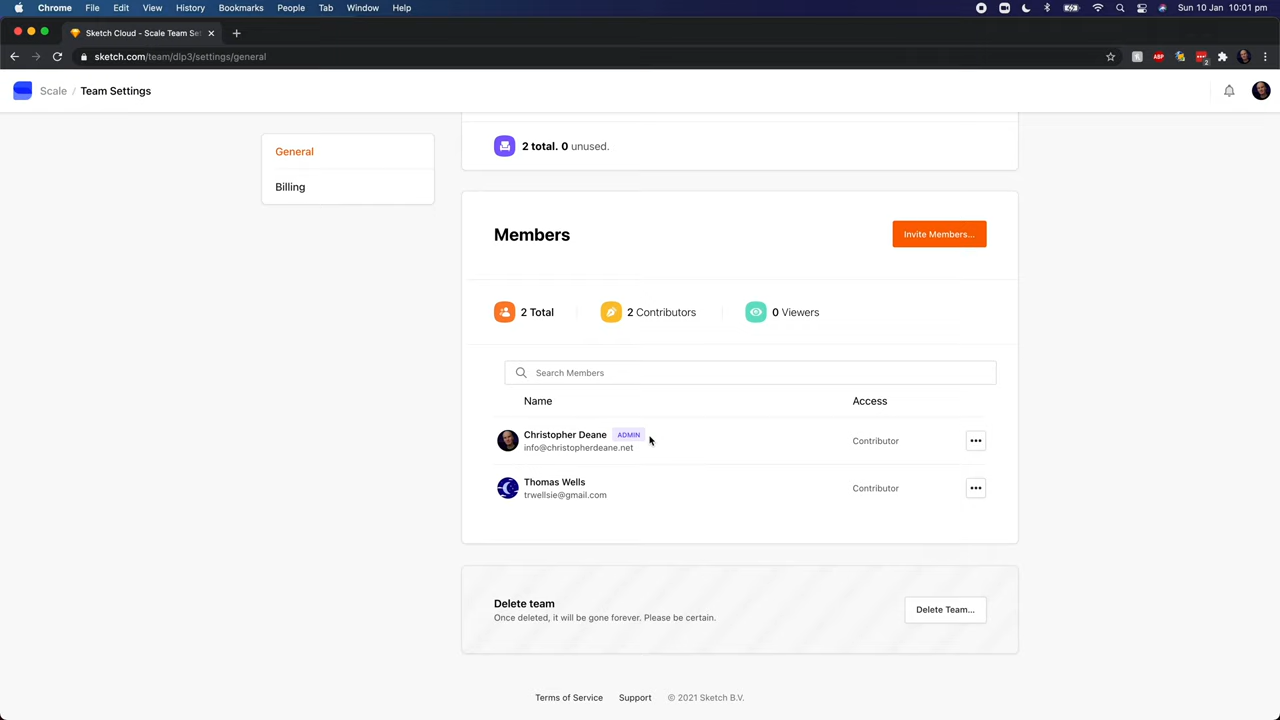 Chrome File Edit View History Bookmarks People Tab Window Help Sun 10 Jan 10:01 pm
Sketch Cloud - Scale Team Set
sketch.com/team/dlp3/settings/general
ABP
2
Scale / Team Settings
General
Billing
2 total. 0 unused.
Members
Invite Members...
2 Total
2 Contributors
0 Viewers
Search Members
Name Access
Christopher Deane ADMIN
info@christopherdeane.net
Contributor
Thomas Wells
trwellsie@gmail.com
Contributor
Delete team
Once deleted, it will be gone forever. Please be certain.
Delete Team...
Terms of Service Support © 2021 Sketch B.V.